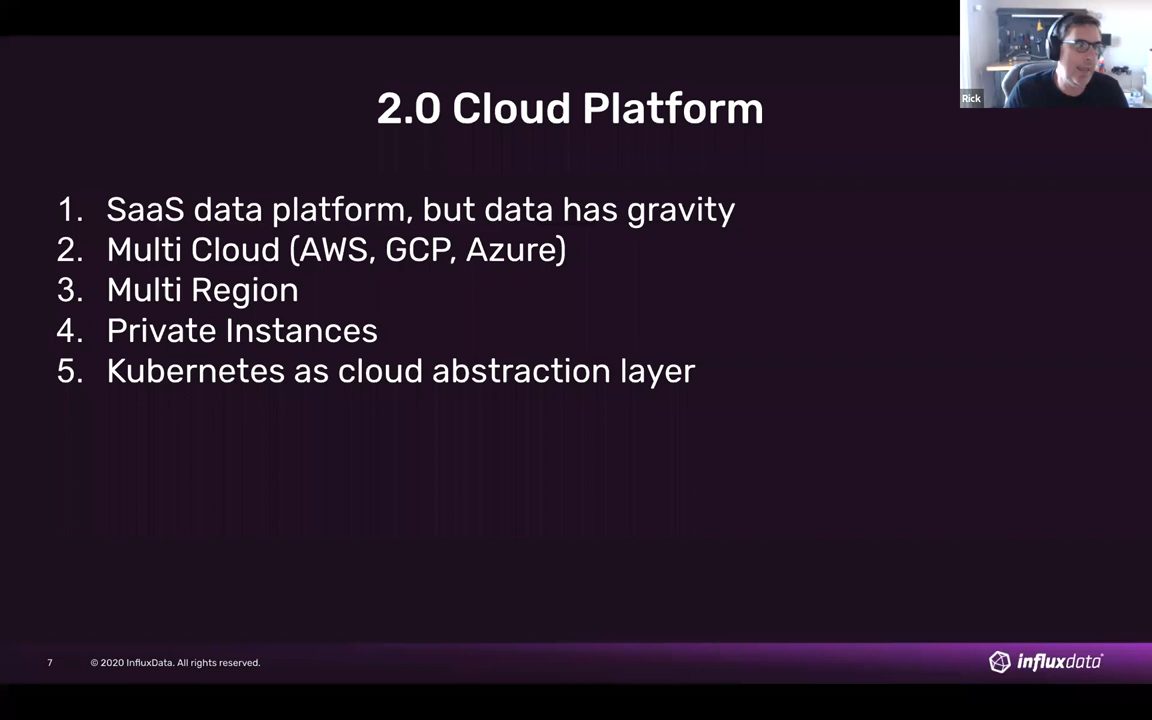 Rick
2.0 Cloud Platform
1. SaaS data platform, but data has gravity
2. Multi Cloud (AWS, GCP, Azure)
3. Multi Region
4. Private Instances
5. Kubernetes as cloud abstraction layer
7 © 2020 InfluxData. All rights reserved.
influxdata